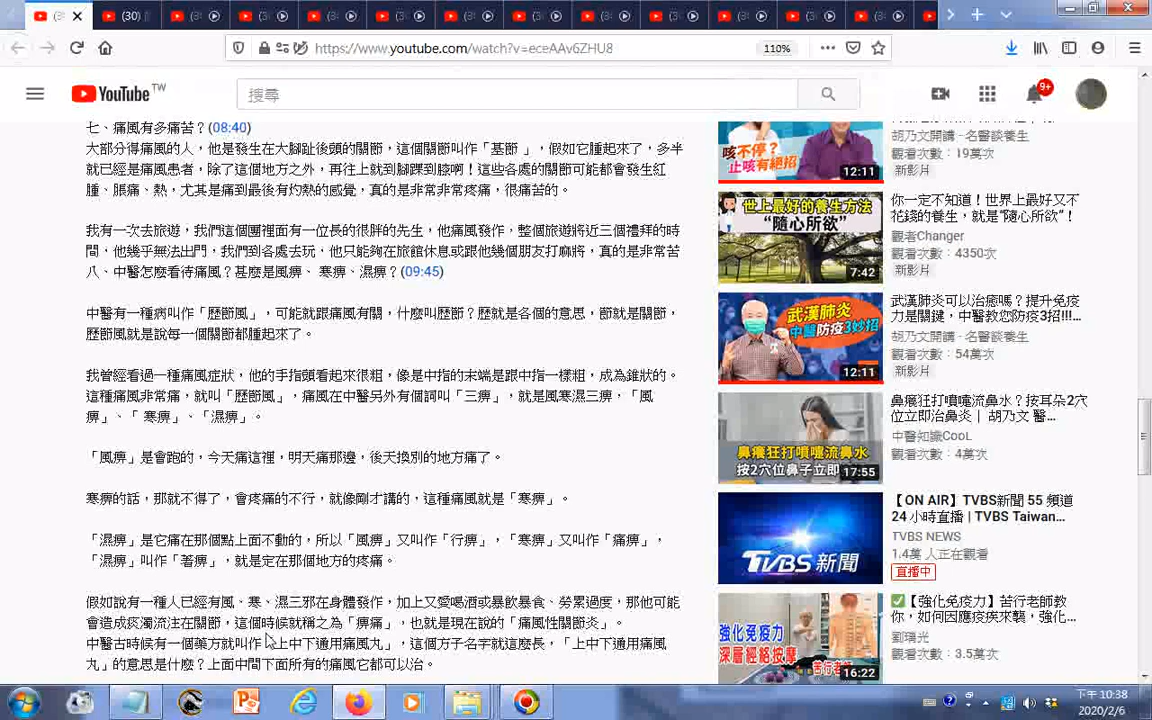 (30)
https://www.youtube.com/watch?v=eceAAv6ZHU8
110%
YouTube TW
搜尋
9+
七、痛風有多痛苦？(08:40)
大部分得痛風的人，他是發生在大腳趾後頭的關節，這個關節叫作「基節 」，假如它腫起來了，多半
就已經是痛風患者，除了這個地方之外，再往上就到腳踝到膝啊！這些各處的關節可能都會發生紅
腫、脹痛、熱，尤其是痛到最後有灼熱的感覺，真的是非常非常疼痛，很痛苦的。
我有一次去旅遊，我們這個團裡面有一位長的很胖的先生，他痛風發作，整個旅遊將近三個禮拜的時
間，他幾乎無法出門，我們到各處去玩，他只能夠在旅館休息或跟他幾個朋友打麻將，真的是非常苦
八、中醫怎麼看待痛風？甚麼是風痹、寒痹、濕痹？(09:45)
中醫有一種病叫作「歷節風」，可能就跟痛風有關，什麼叫歷節？歷就是各個的意思，節就是關節，
歷節風就是說每一個關節都腫起來了。
我曾經看過一種痛風症狀，他的手指頭看起來很粗，像是中指的末端是跟中指一樣粗，成為錐狀的。
這種痛風非常痛，就叫「歷節風」，痛風在中醫另外有個詞叫「三痹」，就是風寒濕三痹，「風
痹」、「 寒痹」、「濕痹」。
「風痹」是會跑的，今天痛這裡，明天痛那邊，後天換別的地方痛了。
寒痹的話，那就不得了，會疼痛的不行，就像剛才講的，這種痛風就是「寒痹」。
「濕痹」是它痛在那個點上面不動的，所以「風痹」又叫作「行痹」，「寒痹」又叫作「痛痹」，
「濕痹」叫作「著痹」，就是定在那個地方的疼痛。
假如說有一種人已經有風、寒、濕三邪在身體發作，加上又愛喝酒或暴飲暴食、勞累過度，那他可能
會造成痰濁流注在關節，這個時候就稱之為「痹痛」，也就是現在說的「痛風性關節炎」。
中醫古時候有一個藥方就叫作「上中下通用痛風丸」，這個方子名字就這麼長，「上中下通用痛風
丸」的意思是什麼？上面中間下面所有的痛風它都可以治。
咳不停？
止咳有絕招
12:11
胡乃文開講 - 名醫談養生
觀看次數：19萬次
新影片
世上最好的養生方法
“隨心所欲”
7:42
你一定不知道！世界上最好又不
花錢的養生，就是“隨心所欲”！
觀者Changer
觀看次數：4350次
新影片
武漢肺炎
中醫防疫3妙招
12:11
武漢肺炎可以治癒嗎？提升免疫
力是關鍵，中醫教您防疫3招!!!...
胡乃文開講 - 名醫談養生
觀看次數：54萬次
新影片
鼻癢狂打噴嚏流鼻水
按2穴位鼻子立即
17:55
鼻癢狂打噴嚏流鼻水？按耳朵2穴
位立即治鼻炎｜ 胡乃文 醫...
中醫知識CooL
觀看次數：4萬次
TVBS新聞
【ON AIR】TVBS新聞 55 頻道
24 小時直播 | TVBS Taiwan...
TVBS NEWS
1.4萬 人正在觀看
直播中
強化免疫力
深層經絡按摩
苦行老師
16:22
【強化免疫力】苦行老師教
你，如何因應疫疾來襲，強化...
劉璃光
觀看次數：3.5萬次
下午 10:38
2020/2/6